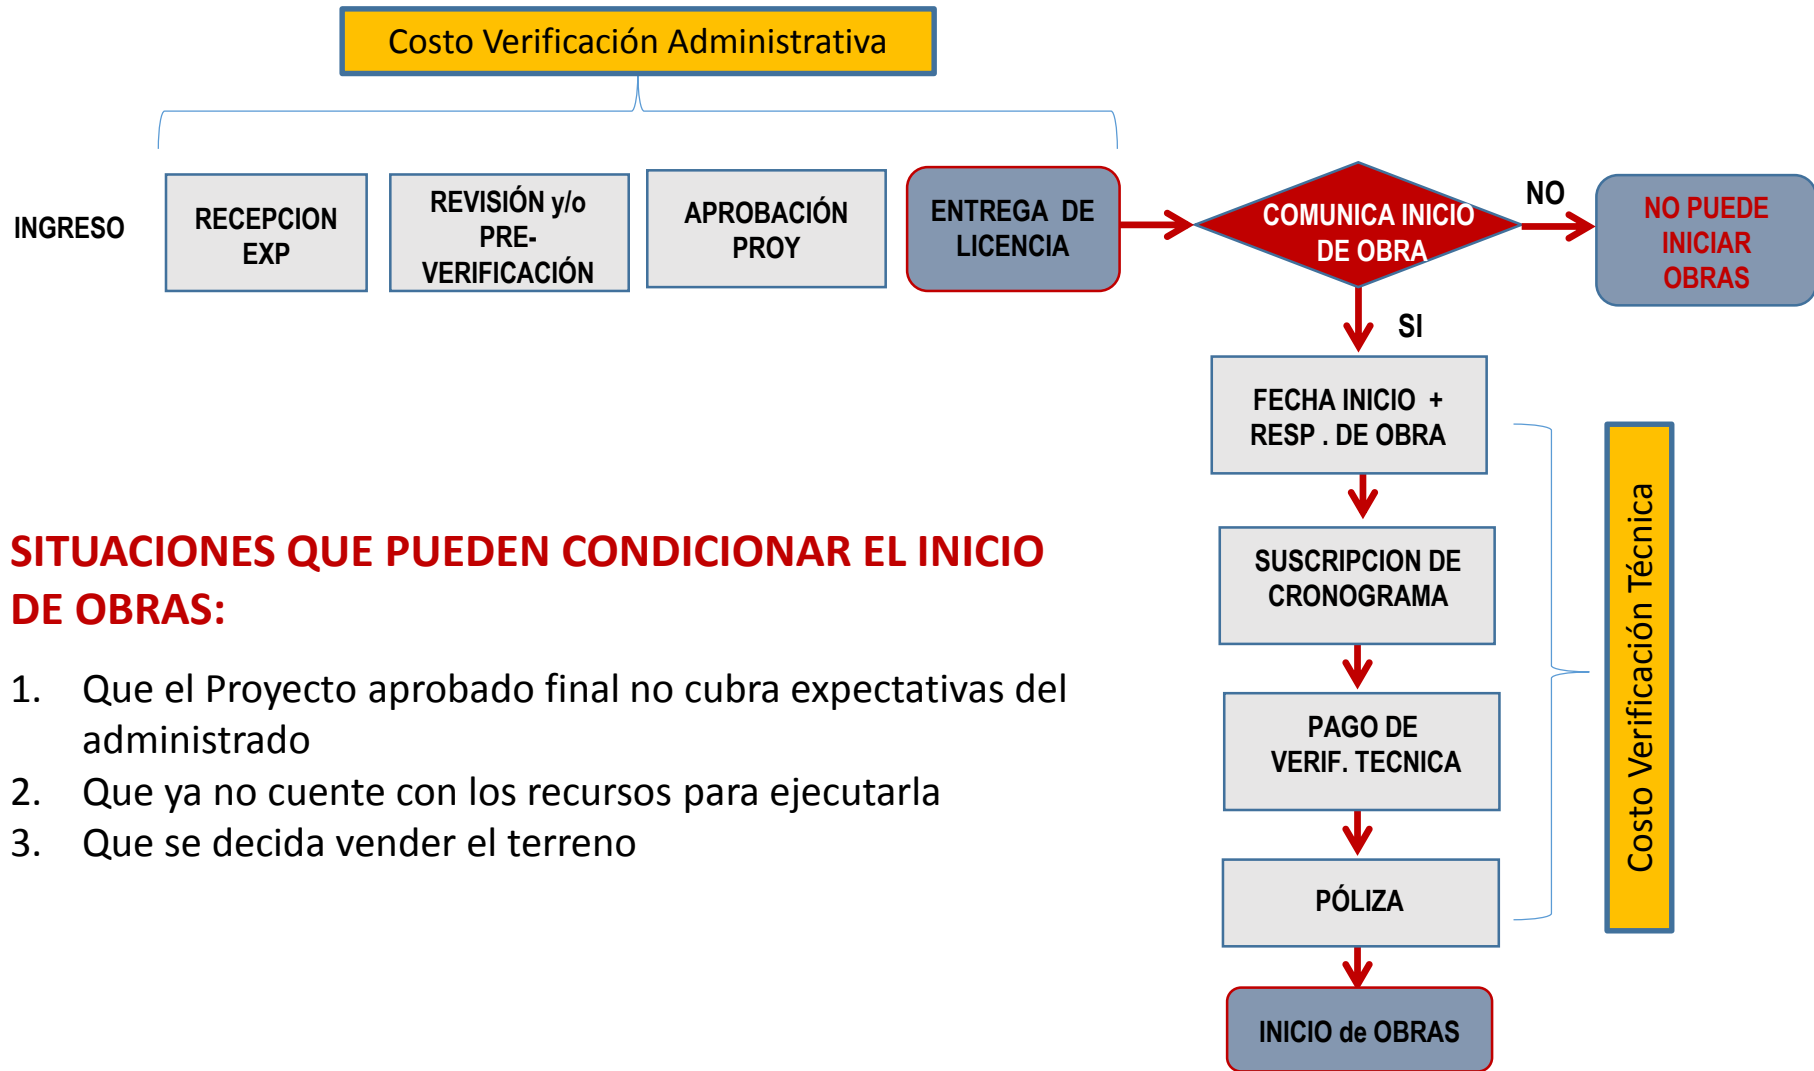 Costo Verificación Administrativa
INGRESO
RECEPCION
EXP
REVISIÓN y/o
PRE-
VERIFICACIÓN
APROBACIÓN
PROY
ENTREGA DE
LICENCIA
COMUNICA INICIO
DE OBRA
NO
NO PUEDE
INICIAR
OBRAS
SI
FECHA INICIO +
RESP . DE OBRA
SUSCRIPCION DE
CRONOGRAMA
PAGO DE
VERIF. TECNICA
PÓLIZA
INICIO de OBRAS
Costo Verificación Técnica
SITUACIONES QUE PUEDEN CONDICIONAR EL INICIO
DE OBRAS:
1. Que el Proyecto aprobado final no cubra expectativas del
administrado
2. Que ya no cuente con los recursos para ejecutarla
3. Que se decida vender el terreno